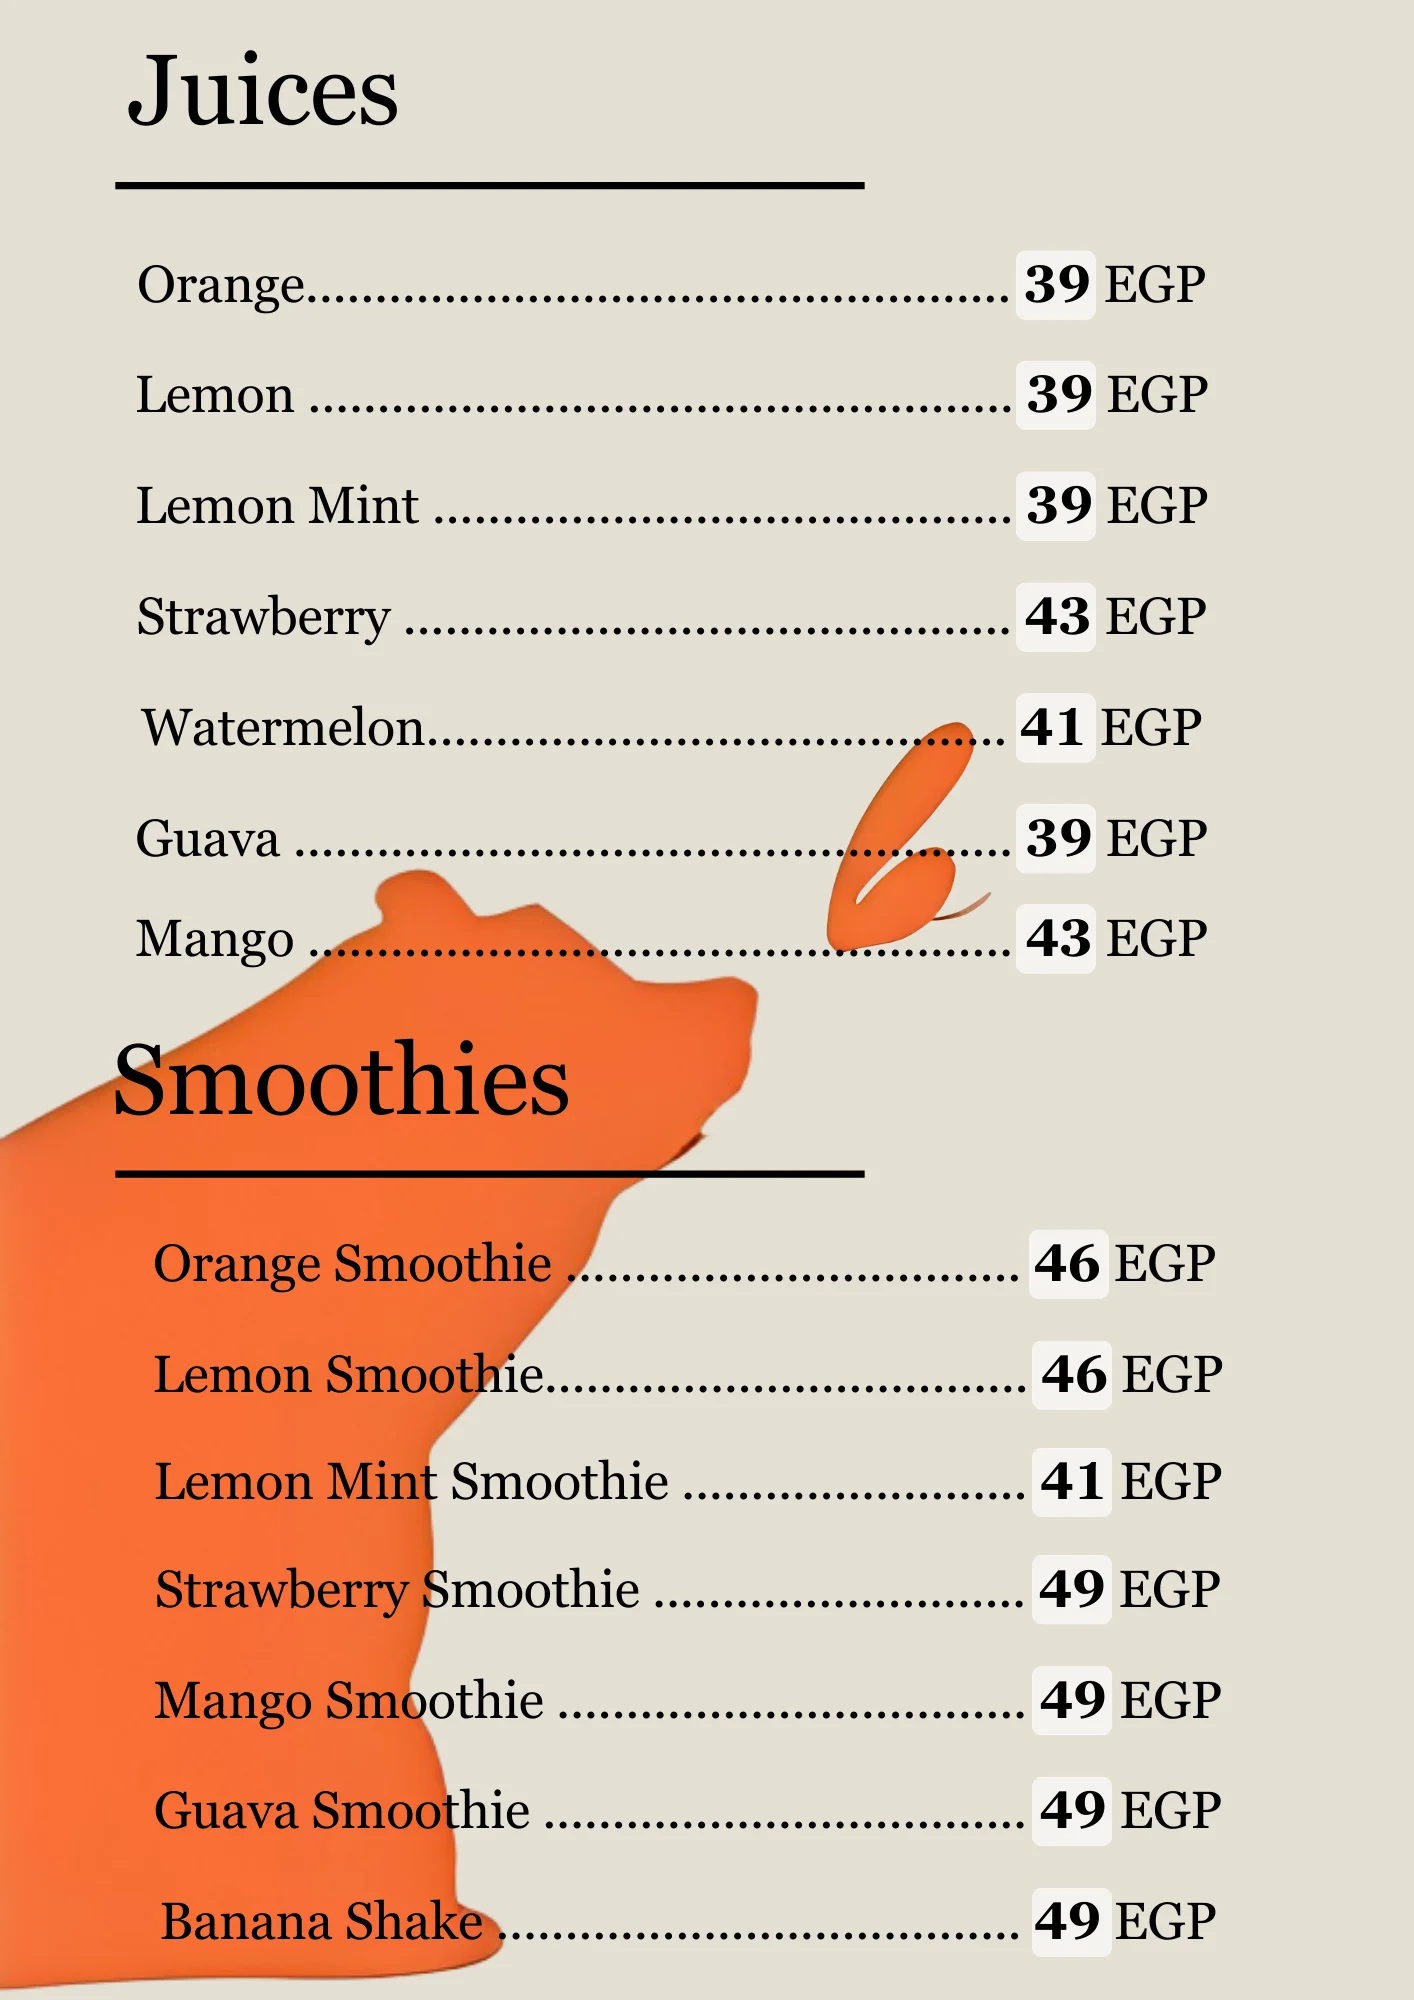 Juices
Orange................................................... 39 EGP
Lemon ................................................... 39 EGP
Lemon Mint .......................................... 39 EGP
Strawberry ............................................ 43 EGP
Watermelon.......................................... 41 EGP
Guava .................................................... 39 EGP
Mango ................................................... 43 EGP
Smoothies
Orange Smoothie ................................. 46 EGP
Lemon Smoothie................................... 46 EGP
Lemon Mint Smoothie ......................... 41 EGP
Strawberry Smoothie ........................... 49 EGP
Mango Smoothie .................................. 49 EGP
Guava Smoothie ................................... 49 EGP
Banana Shake ...................................... 49 EGP